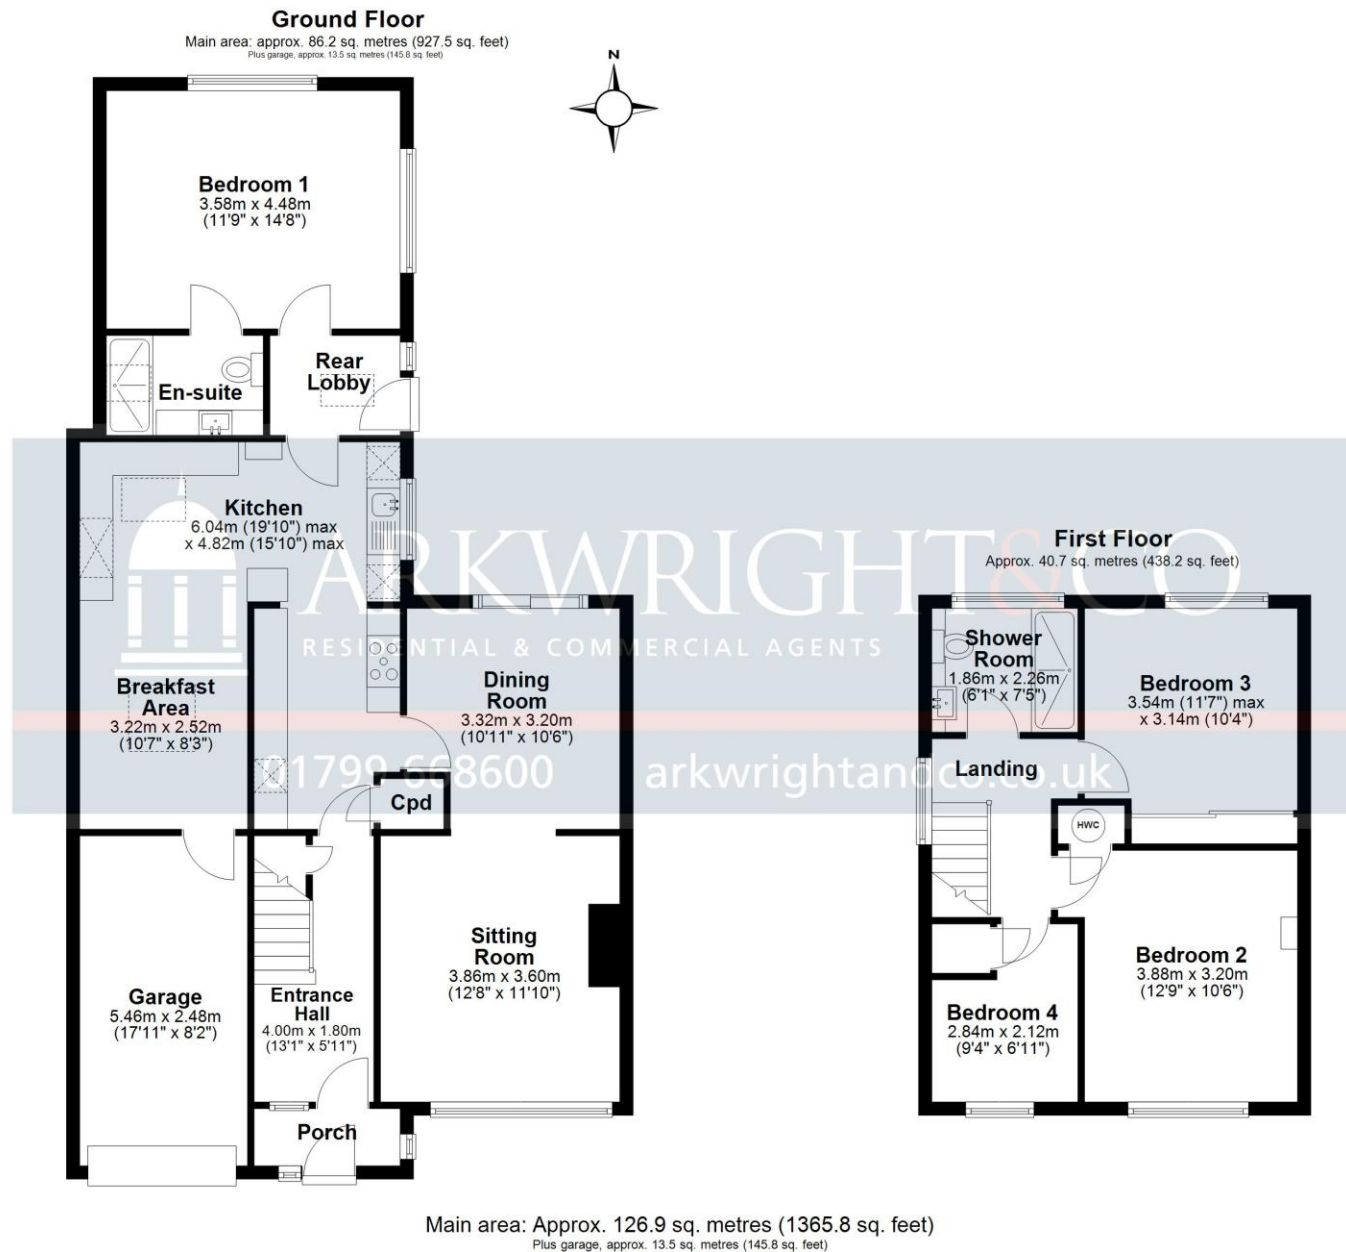 Ground Floor
Main area: approx. 86.2 sq. metres (927.5 sq. feet)
Plus garage, approx. 13.5 sq. metres (145.8 sq. feet)
N
Bedroom 1
3.58m x 4.48m
(11'9" x 14'8")
En-suite
Rear
Lobby
Kitchen
6.04m (19'10") max
x 4.82m (15'10") max
ARKWRIGHT&CO
RESIDENTIAL & COMMERCIAL AGENTS
Breakfast
Area
3.22m x 2.52m
(10'7" x 8'3")
Dining
Room
3.32m x 3.20m
(10'11" x 10'6")
01799 668600
arkwrightandco.co.uk
Cpd
Sitting
Room
3.86m x 3.60m
(12'8" x 11'10")
Garage
5.46m x 2.48m
(17'11" x 8'2")
Entrance
Hall
4.00m x 1.80m
(13'1" x 5'11")
Porch
First Floor
Approx. 40.7 sq. metres (438.2 sq. feet)
Shower
Room
1.86m x 2.26m
(6'1" x 7'5")
Bedroom 3
3.54m (11'7") max
x 3.14m (10'4")
Landing
HWC
Bedroom 2
3.88m x 3.20m
(12'9" x 10'6")
Bedroom 4
2.84m x 2.12m
(9'4" x 6'11")
Main area: Approx. 126.9 sq. metres (1365.8 sq. feet)
Plus garage, approx. 13.5 sq. metres (145.8 sq. feet)